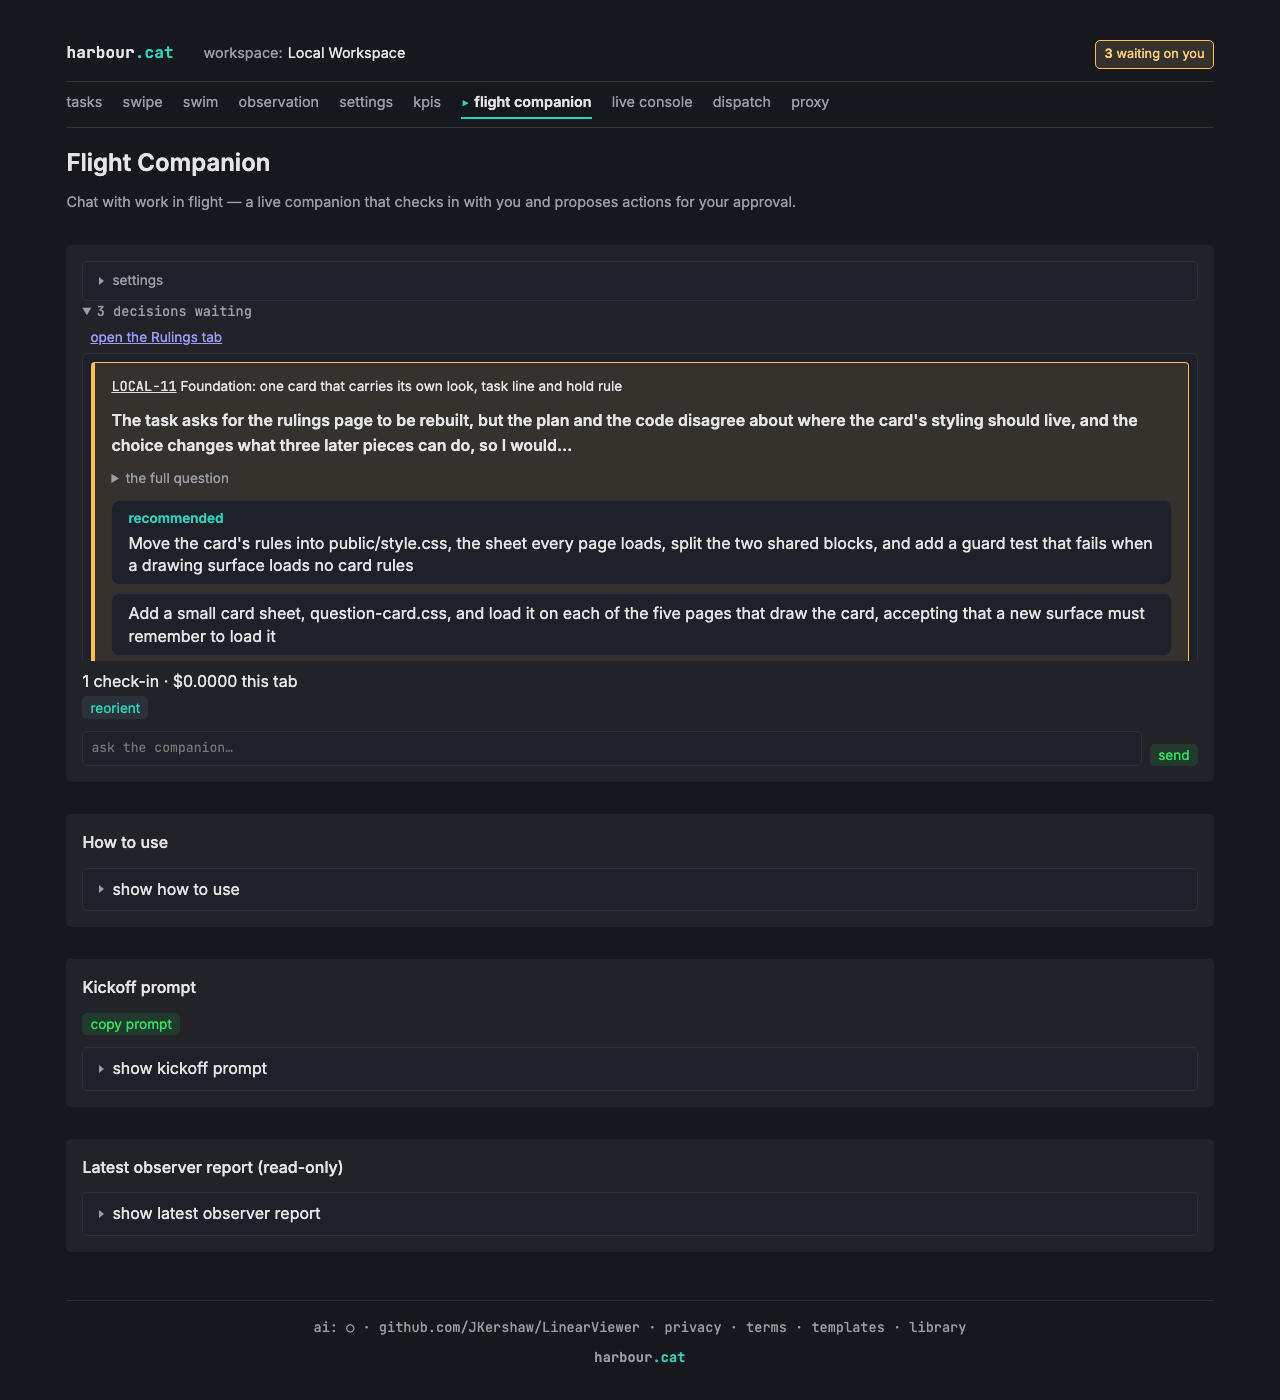 harbour.cat
workspace: Local Workspace
3 waiting on you
tasks swipe swim observation settings kpis ▸ flight companion live console dispatch proxy
Flight Companion
Chat with work in flight — a live companion that checks in with you and proposes actions for your approval.
▸ settings
▼ 3 decisions waiting
open the Rulings tab
LOCAL-11 Foundation: one card that carries its own look, task line and hold rule
The task asks for the rulings page to be rebuilt, but the plan and the code disagree about where the card's styling should live, and the
choice changes what three later pieces can do, so I would…
▶ the full question
recommended
Move the card's rules into public/style.css, the sheet every page loads, split the two shared blocks, and add a guard test that fails when
a drawing surface loads no card rules
Add a small card sheet, question-card.css, and load it on each of the five pages that draw the card, accepting that a new surface must
remember to load it
1 check-in · $0.0000 this tab
reorient
ask the companion…
send
How to use
▸ show how to use
Kickoff prompt
copy prompt
▸ show kickoff prompt
Latest observer report (read-only)
▸ show latest observer report
ai: ○ · github.com/JKershaw/LinearViewer · privacy · terms · templates · library
harbour.cat